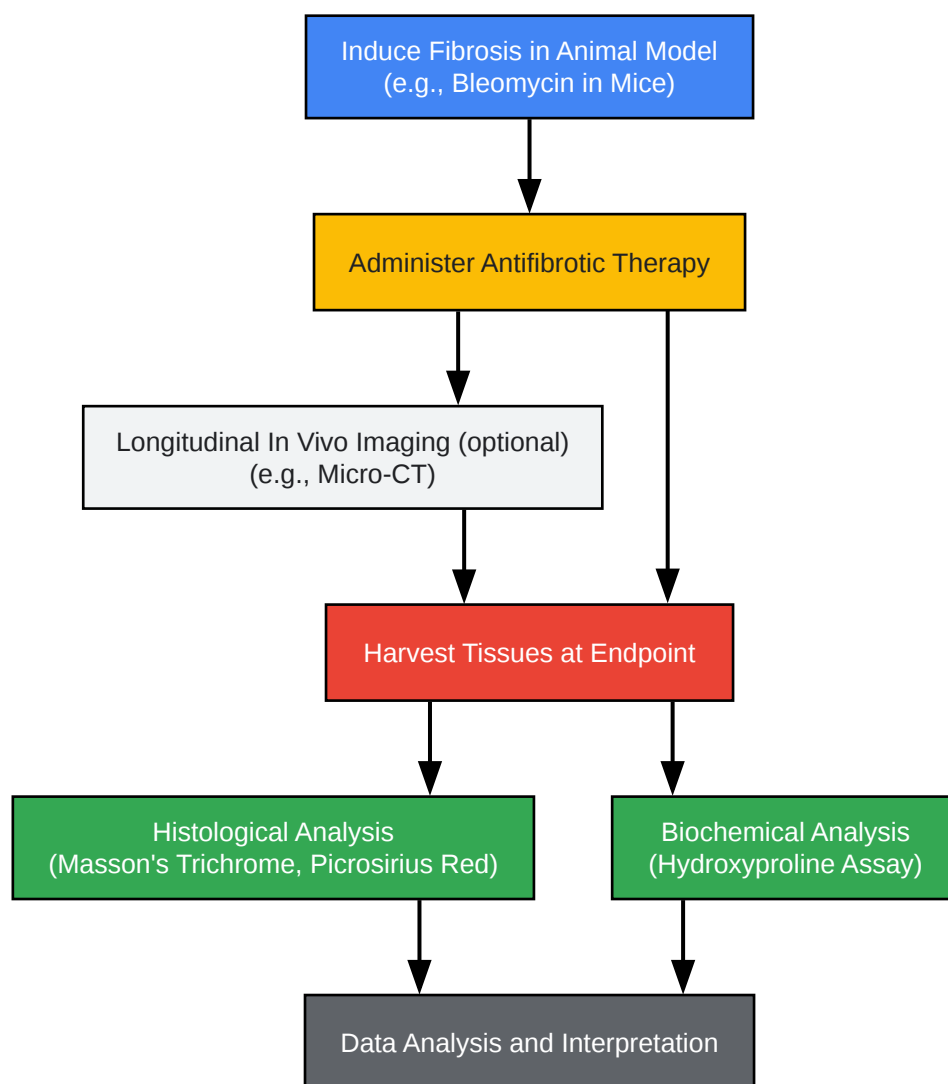 Induce Fibrosis in Animal Model
(e.g., Bleomycin in Mice)
Administer Antifibrotic Therapy
Longitudinal In Vivo Imaging (optional)
(e.g., Micro-CT)
Harvest Tissues at Endpoint
Histological Analysis
(Masson's Trichrome, Picrosirius Red)
Biochemical Analysis
(Hydroxyproline Assay)
Data Analysis and Interpretation